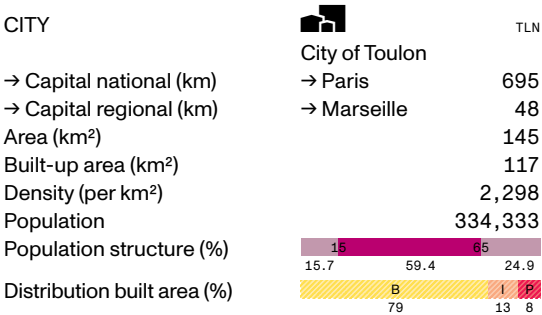 CITY TLN
City of Toulon
→ Capital national (km) → Paris 695
→ Capital regional (km) → Marseille 48
Area (km²) 145
Built-up area (km²) 117
Density (per km²) 2,298
Population 334,333
Population structure (%) 15 65
15.7 59.4 24.9
Distribution built area (%) B I P
79 13 8